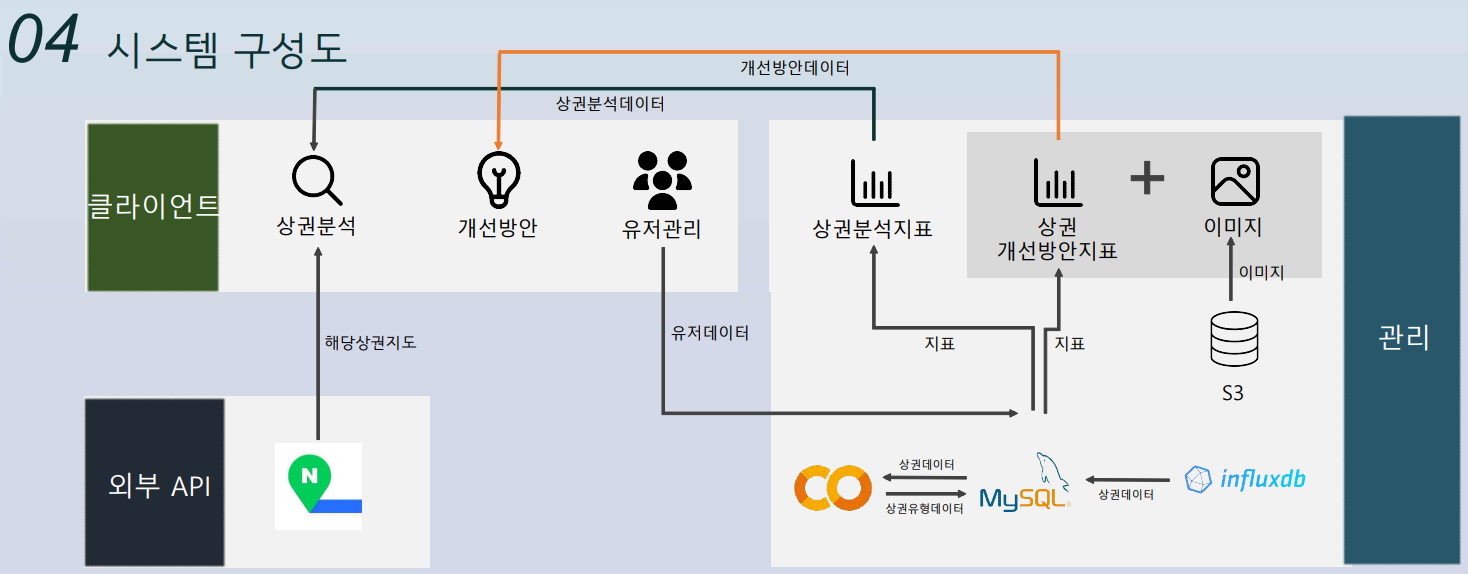 04 시스템 구성도
개선방안데이터
상권분석데이터
클라이언트
상권분석
개선방안
유저관리
상권분석지표
상권
개선방안지표
이미지
이미지
해당상권지도
유저데이터
지표
지표
관리
S3
외부 API
N
상권데이터
상권유형데이터
MySQL
상권데이터
influxdb